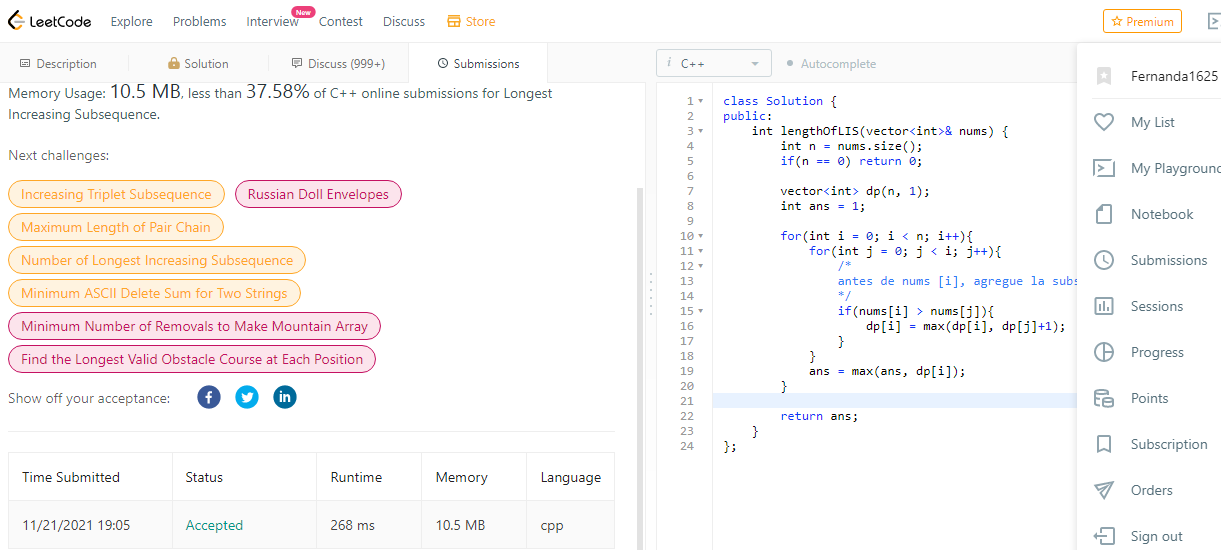 LeetCode Explore Problems Interview New Contest Discuss Store Premium
Description Solution Discuss (999+) Submissions
Memory Usage: 10.5 MB, less than 37.58% of C++ online submissions for Longest
Increasing Subsequence.
Next challenges:
Increasing Triplet Subsequence Russian Doll Envelopes
Maximum Length of Pair Chain
Number of Longest Increasing Subsequence
Minimum ASCII Delete Sum for Two Strings
Minimum Number of Removals to Make Mountain Array
Find the Longest Valid Obstacle Course at Each Position
Show off your acceptance:
Time Submitted Status Runtime Memory Language
11/21/2021 19:05 Accepted 268 ms 10.5 MB cpp
i C++ Autocomplete
1 class Solution {
2 public:
3 int lengthOfLIS(vector<int>& nums) {
4 int n = nums.size();
5 if(n == 0) return 0;
6
7 vector<int> dp(n, 1);
8 int ans = 1;
9
10 for(int i = 0; i < n; i++){
11 for(int j = 0; j < i; j++){
12 /*
13 antes de nums [i], agregue la subs
14 */
15 if(nums[i] > nums[j]){
16 dp[i] = max(dp[i], dp[j]+1);
17 }
18 }
19 ans = max(ans, dp[i]);
20 }
21
22 return ans;
23 }
24 };
Fernanda1625
My List
My Playground
Notebook
Submissions
Sessions
Progress
Points
Subscription
Orders
Sign out